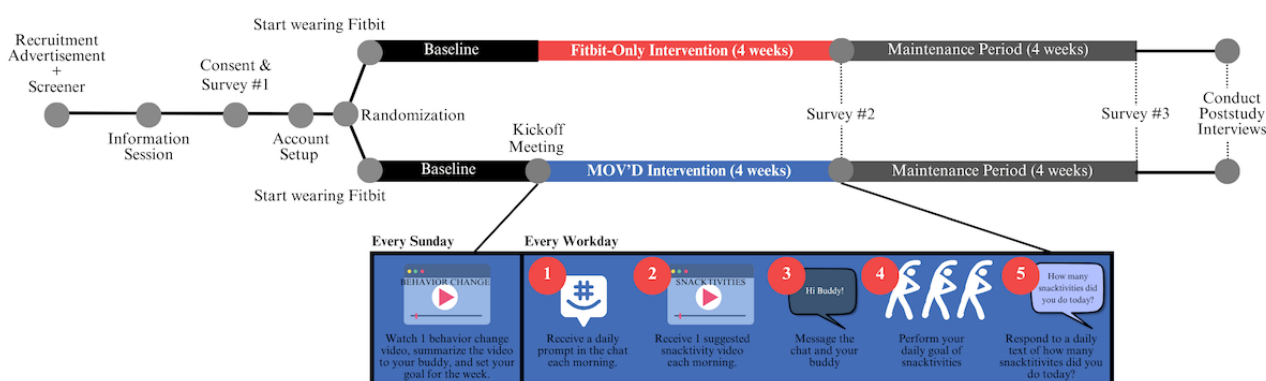 Recruitment
Advertisement
+
Screener
Information
Session
Consent &
Survey #1
Account
Setup
Randomization
Start wearing Fitbit
Baseline
Fitbit-Only Intervention (4 weeks)
Maintenance Period (4 weeks)
Start wearing Fitbit
Baseline
Kickoff
Meeting
MOV'D Intervention (4 weeks)
Maintenance Period (4 weeks)
Survey #2
Survey #3
Conduct
Poststudy
Interviews
Every Sunday
BEHAVIOR CHANGE
Watch 1 behavior change
video, summarize the video
to your buddy, and set your
goal for the week.
Every Workday
1
#
Receive a daily
prompt in the chat
each morning.
2
SNACKTIVITIES
Receive 1 suggested
snacktivity video
each morning.
3
Hi Buddy!
Message the
chat and your
buddy
4
Perform your
daily goal of
snacktivities
5
How many
snacktivities did
you do today?
Respond to a daily
text of how many
snacktitivites did you
do today?